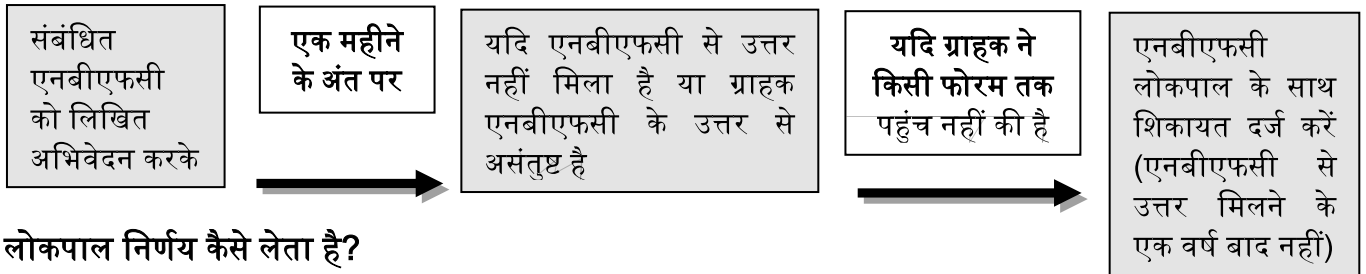 संबंधित
एनबीएफसी
को लिखित
अभिवेदन करके
एक महीने
के अंत पर
यदि एनबीएफसी से उत्तर
नहीं मिला है या ग्राहक
एनबीएफसी के उत्तर से
असंतुष्ट है
यदि ग्राहक ने
किसी फोरम तक
पहुंच नहीं की है
एनबीएफसी
लोकपाल के साथ
शिकायत दर्ज करें
(एनबीएफसी से
उत्तर मिलने के
एक वर्ष बाद नहीं)
लोकपाल निर्णय कैसे लेता है?